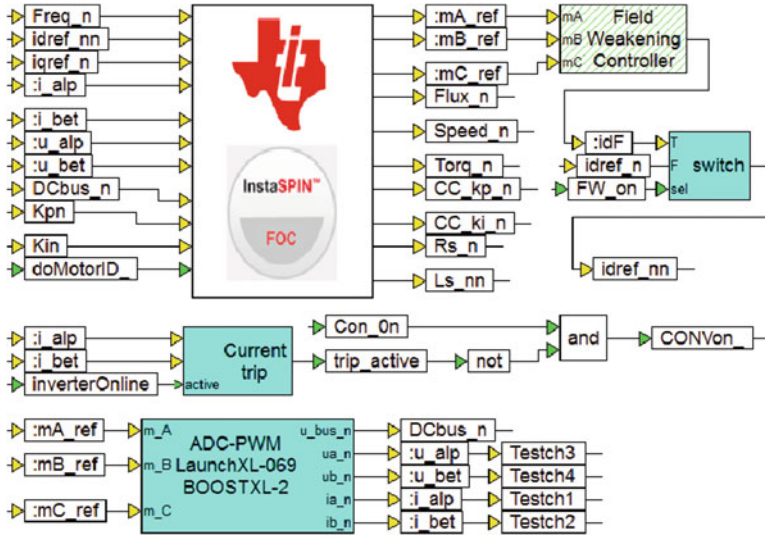 Freq_n
idref_nn
iqref_n
:i_alp
:i_bet
:u_alp
:u_bet
DCbus_n
Kpn
Kin
doMotorID_
InstaSPIN™
FOC
:mA_ref
:mB_ref
:mC_ref
Flux_n
Speed_n
Torq_n
CC_kp_n
CC_ki_n
Rs_n
Ls_nn
mA
mB
mC
Field
Weakening
Controller
:idF
idref_n
FW_on
T
F
sel
switch
idref_nn
:i_alp
:i_bet
inverterOnline
active
Current
trip
Con_0n
trip_active
not
and
CONVon_
:mA_ref
:mB_ref
:mC_ref
m_A
m_B
m_C
ADC-PWM
LaunchXL-069
BOOSTXL-2
u_bus_n
ua_n
ub_n
ia_n
ib_n
DCbus_n
:u_alp
:u_bet
:i_alp
:i_bet
Testch3
Testch4
Testch1
Testch2